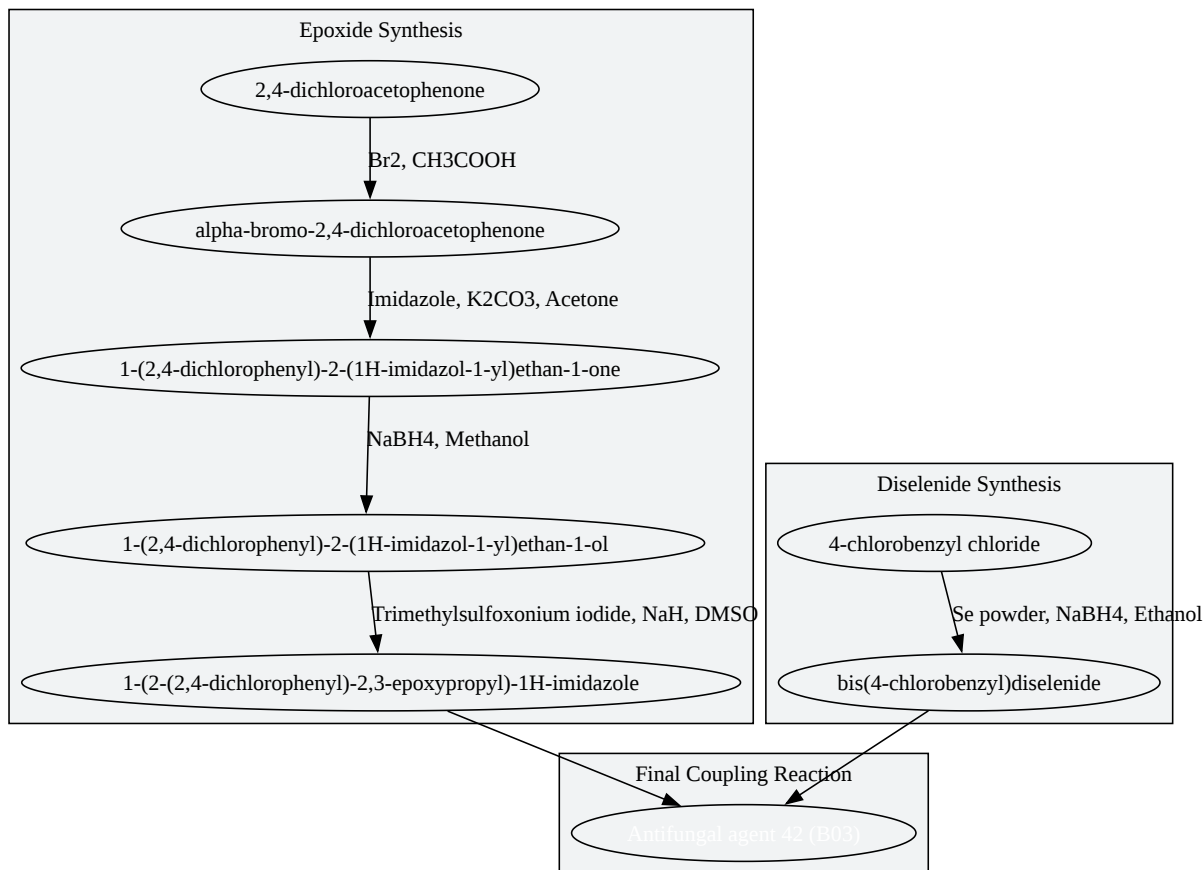 Epoxide Synthesis
2,4-dichloroacetophenone
Br2, CH3COOH
alpha-bromo-2,4-dichloroacetophenone
Imidazole, K2CO3, Acetone
1-(2,4-dichlorophenyl)-2-(1H-imidazol-1-yl)ethan-1-one
NaBH4, Methanol
1-(2,4-dichlorophenyl)-2-(1H-imidazol-1-yl)ethan-1-ol
Trimethylsulfoxonium iodide, NaH, DMSO
1-(2-(2,4-dichlorophenyl)-2,3-epoxypropyl)-1H-imidazole
Diselenide Synthesis
4-chlorobenzyl chloride
Se powder, NaBH4, Ethanol
bis(4-chlorobenzyl)diselenide
Final Coupling Reaction
Antifungal agent 42 (B03)